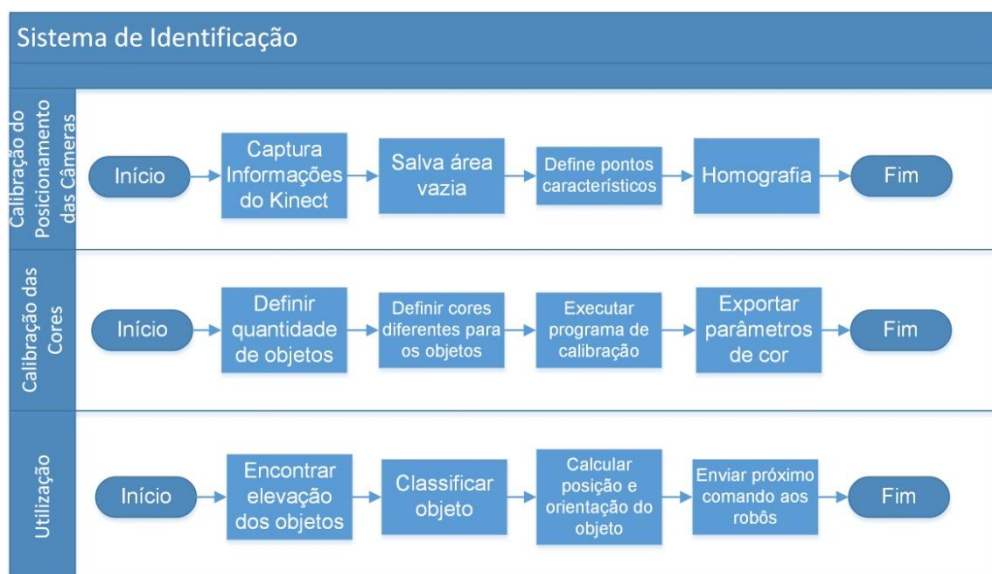 Sistema de Identificação
Calibração do
Posicionamento
das Câmeras
Início
Captura
Informações
do Kinect
Salva área
vazia
Define pontos
característicos
Homografia
Fim
Calibração das
Cores
Início
Definir
quantidade
de objetos
Definir cores
diferentes para
os objetos
Executar
programa de
calibração
Exportar
parâmetros
de cor
Fim
Utilização
Início
Encontrar
elevação
dos objetos
Classificar
objeto
Calcular
posição e
orientação do
objeto
Enviar próximo
comando aos
robôs
Fim